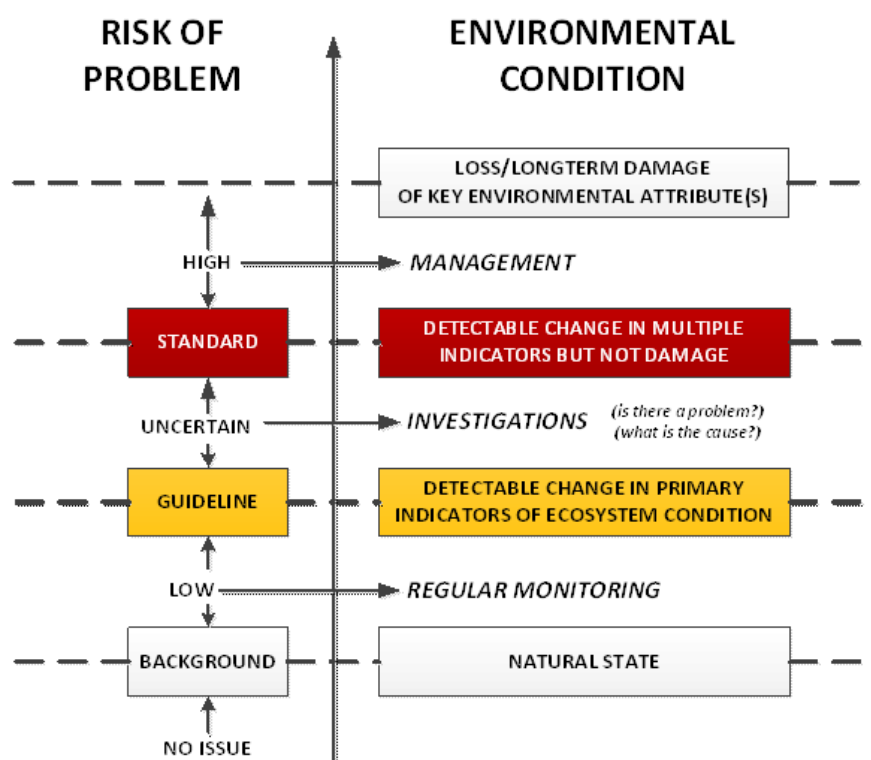 RISK OF
PROBLEM
ENVIRONMENTAL
CONDITION
LOSS/LONGTERM DAMAGE
OF KEY ENVIRONMENTAL ATTRIBUTE(S)
HIGH
MANAGEMENT
STANDARD
DETECTABLE CHANGE IN MULTIPLE
INDICATORS BUT NOT DAMAGE
UNCERTAIN
INVESTIGATIONS
(is there a problem?)
(what is the cause?)
GUIDELINE
DETECTABLE CHANGE IN PRIMARY
INDICATORS OF ECOSYSTEM CONDITION
LOW
REGULAR MONITORING
BACKGROUND
NATURAL STATE
NO ISSUE